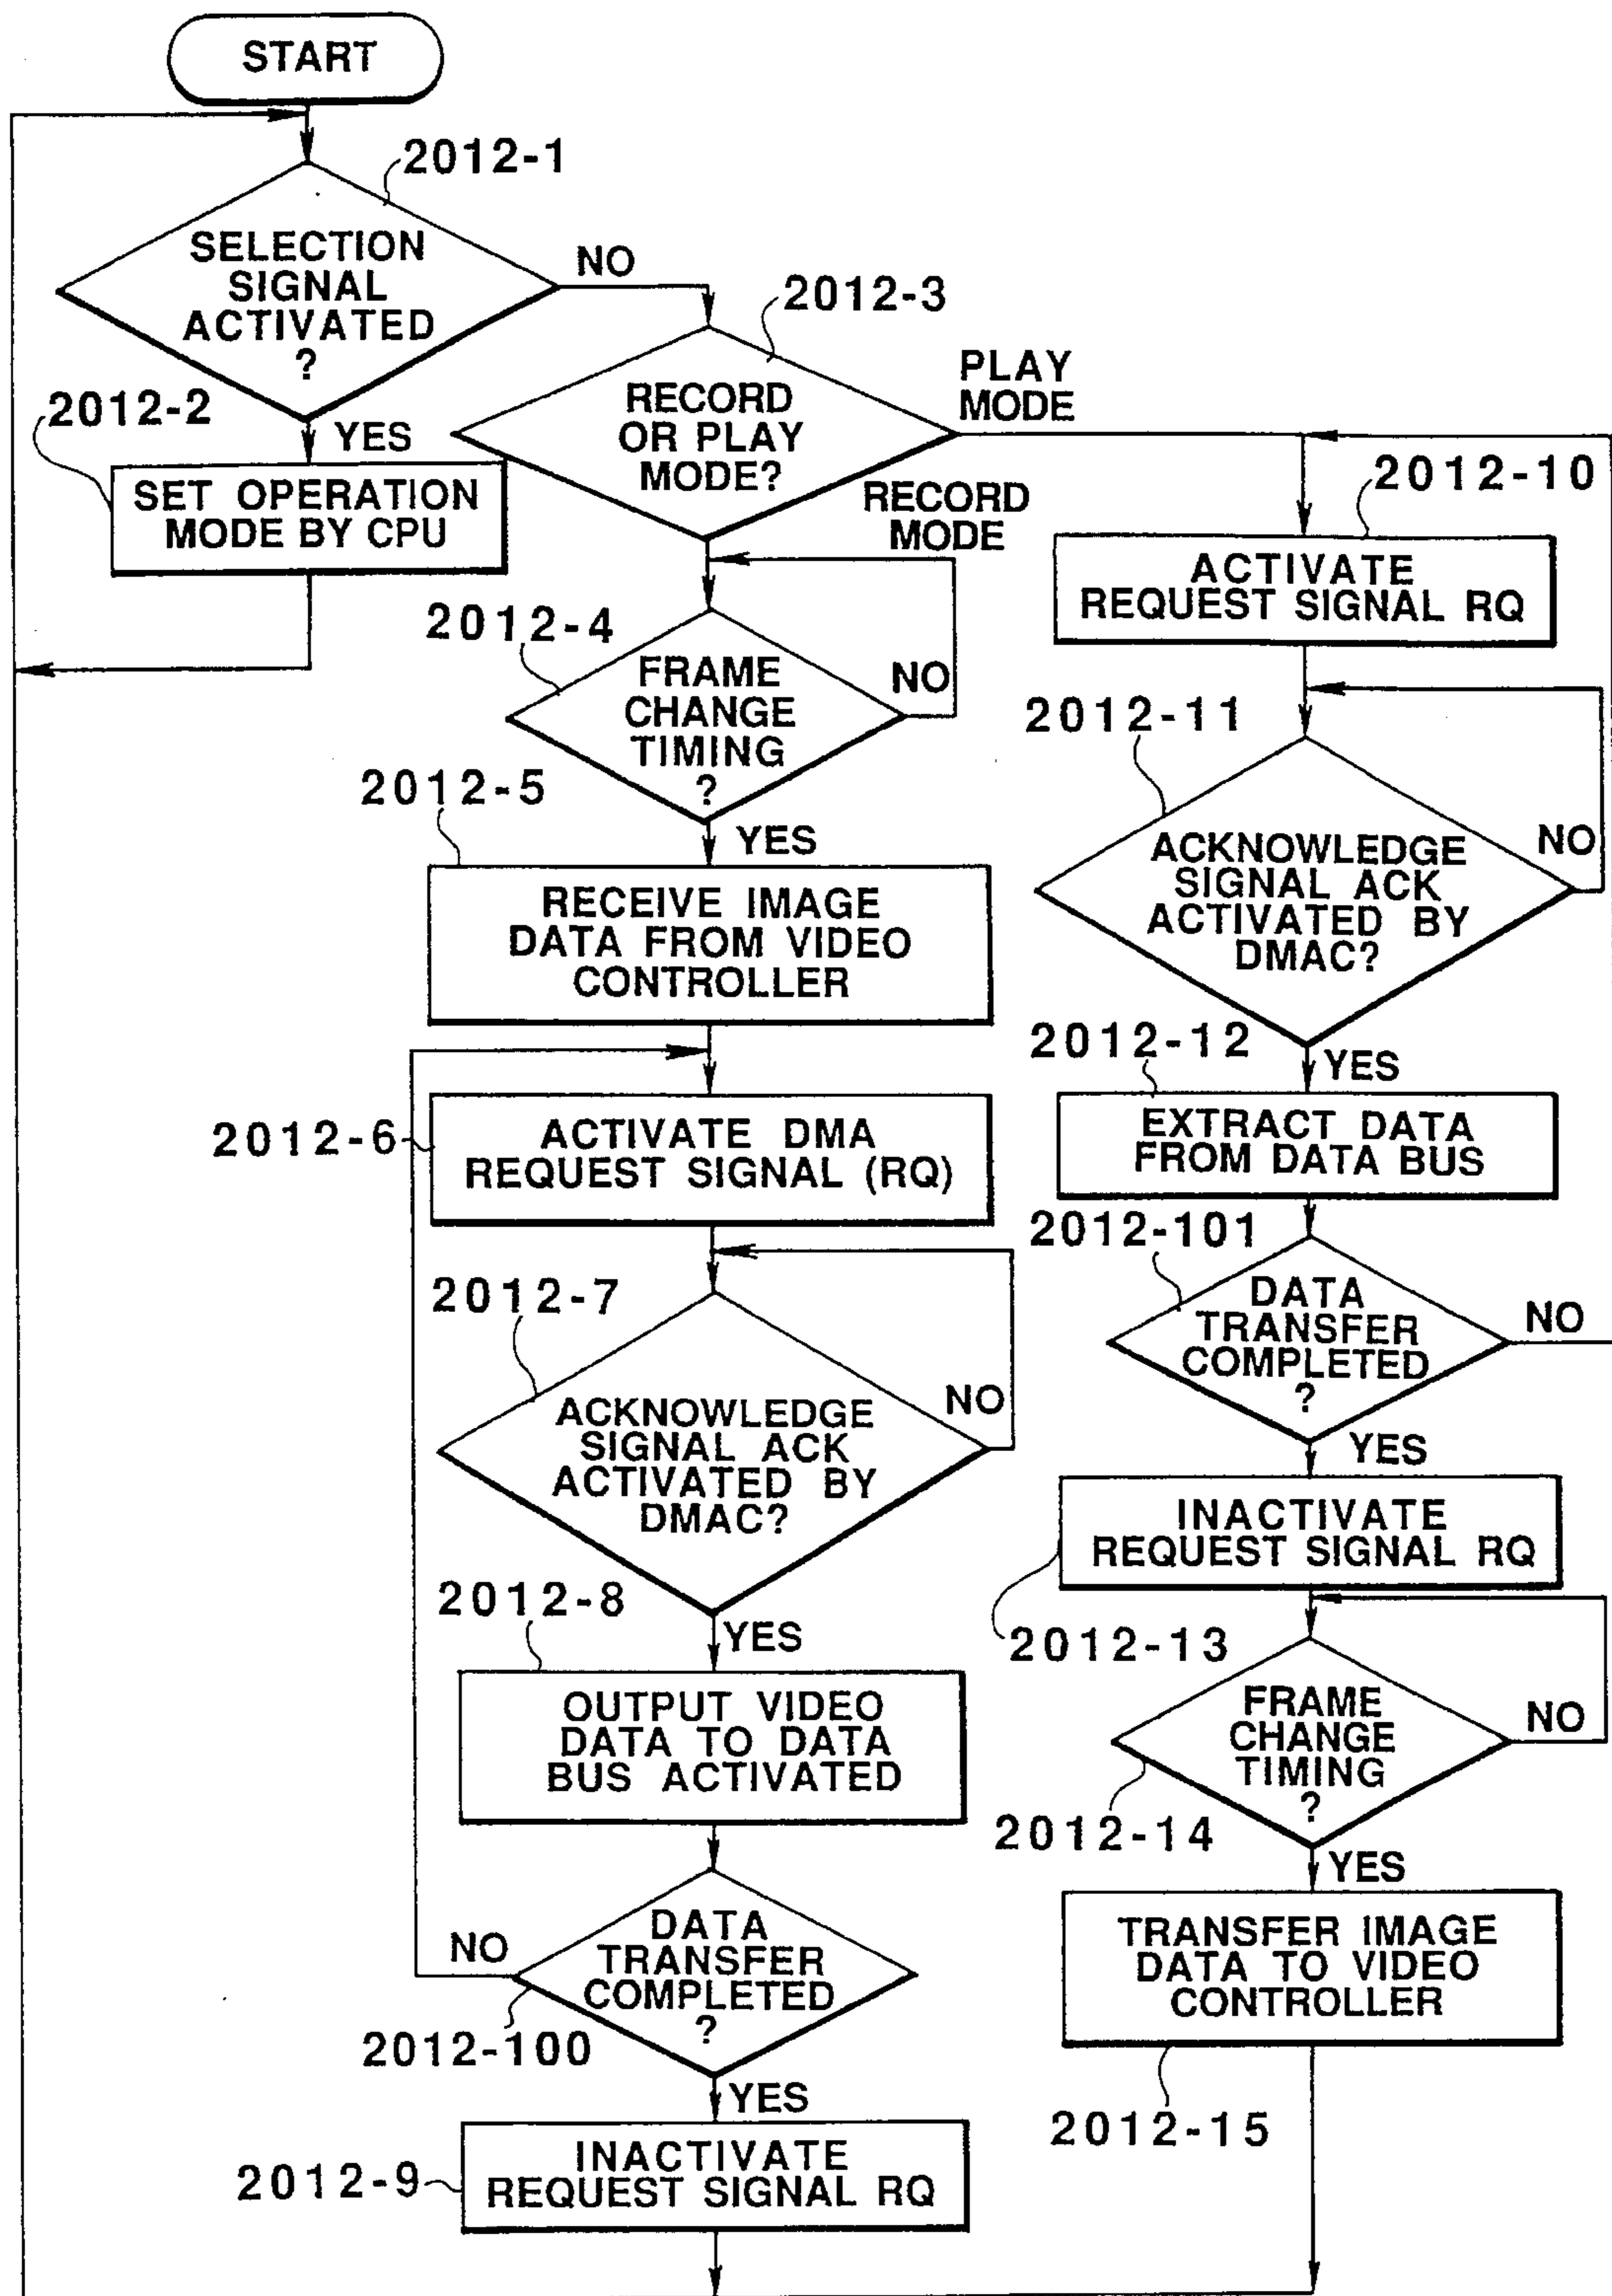 START
2012-1
SELECTION
SIGNAL
ACTIVATED
?
NO
YES
2012-2
SET OPERATION
MODE BY CPU
2012-3
RECORD
OR PLAY
MODE?
PLAY
MODE
RECORD
MODE
2012-4
FRAME
CHANGE
TIMING
?
NO
YES
2012-5
RECEIVE IMAGE
DATA FROM VIDEO
CONTROLLER
2012-6
ACTIVATE DMA
REQUEST SIGNAL (RQ)
2012-7
ACKNOWLEDGE
SIGNAL ACK
ACTIVATED BY
DMAC?
NO
YES
2012-8
OUTPUT VIDEO
DATA TO DATA
BUS ACTIVATED
DATA
TRANSFER
COMPLETED
?
NO
2012-100
YES
2012-9
INACTIVATE
REQUEST SIGNAL RQ
2012-10
ACTIVATE
REQUEST SIGNAL RQ
2012-11
ACKNOWLEDGE
SIGNAL ACK
ACTIVATED BY
DMAC?
NO
YES
2012-12
EXTRACT DATA
FROM DATA BUS
2012-101
DATA
TRANSFER
COMPLETED
?
NO
YES
INACTIVATE
REQUEST SIGNAL RQ
2012-13
FRAME
CHANGE
TIMING
?
NO
2012-14
YES
TRANSFER IMAGE
DATA TO VIDEO
CONTROLLER
2012-15